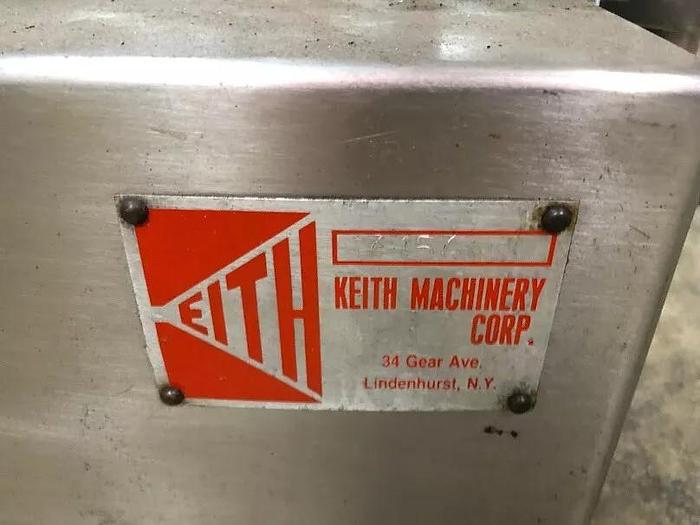 KEITH
KEITH MACHINERY
CORP.
34 Gear Ave.
Lindenhurst, N.Y.